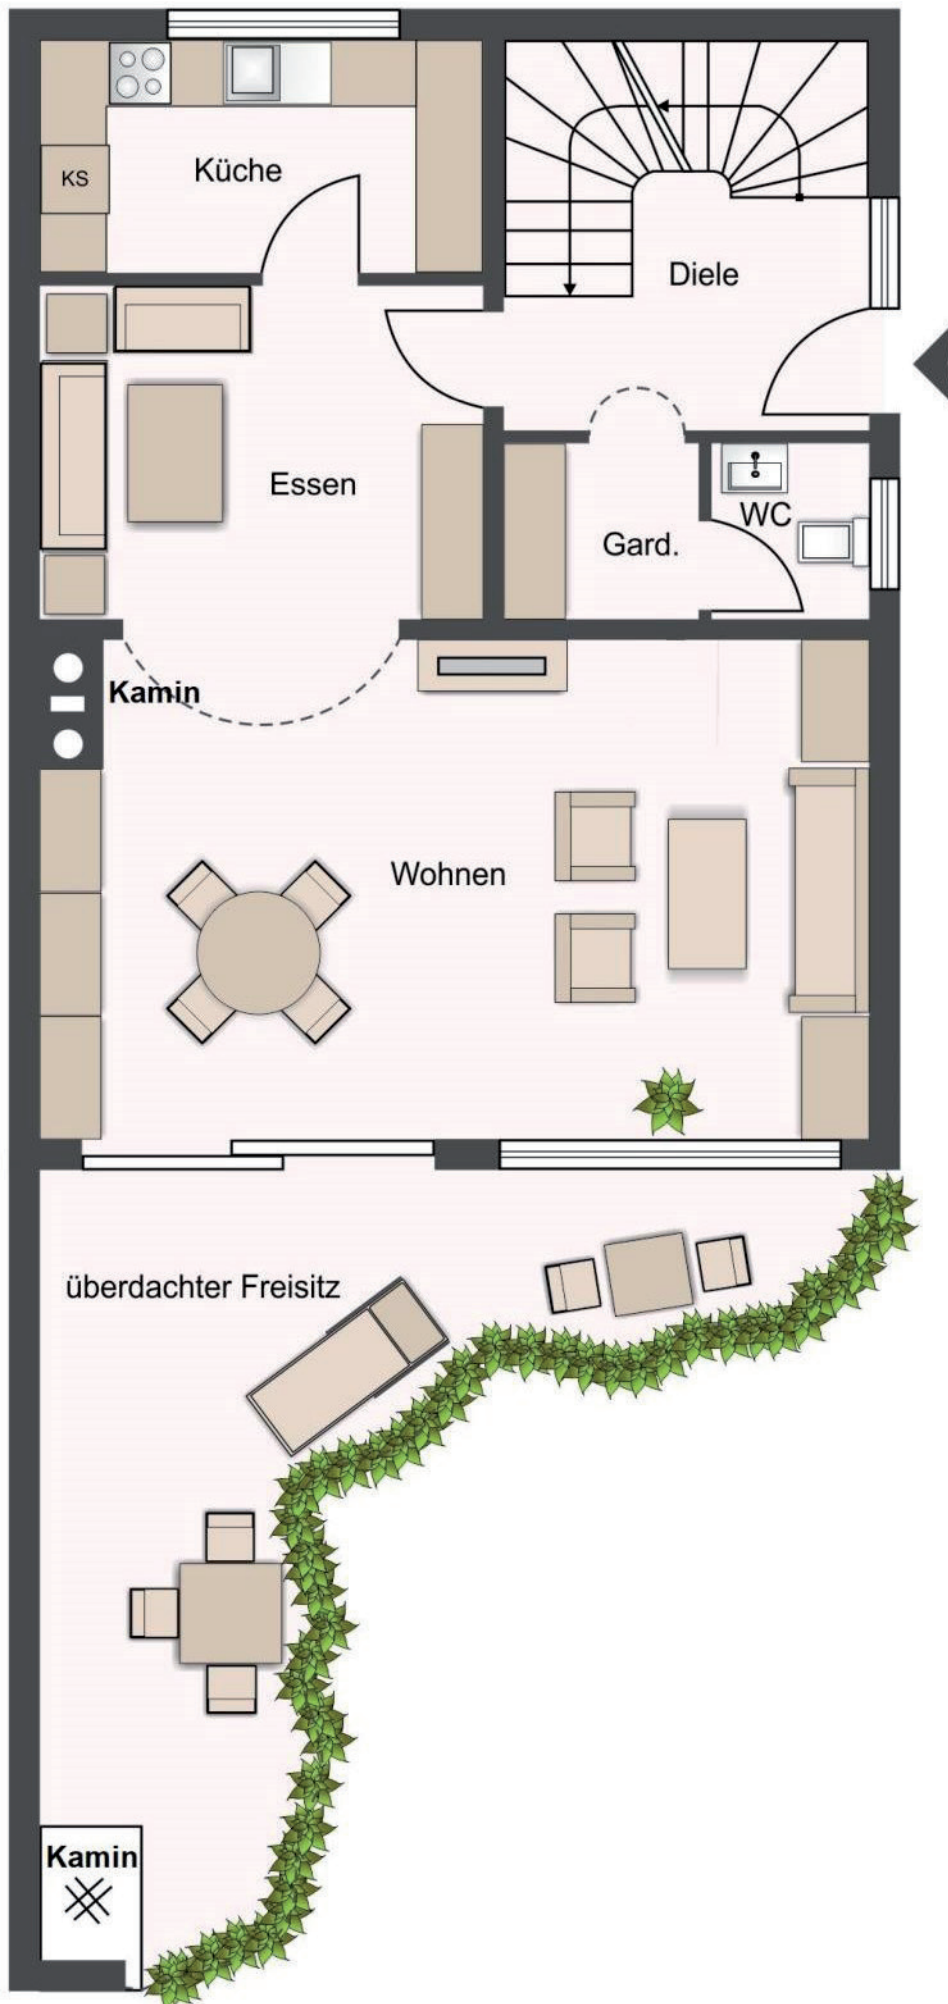 Küche
KS
Diele
Essen
WC
Gard.
Kamin
Wohnen
überdachter Freisitz
Kamin